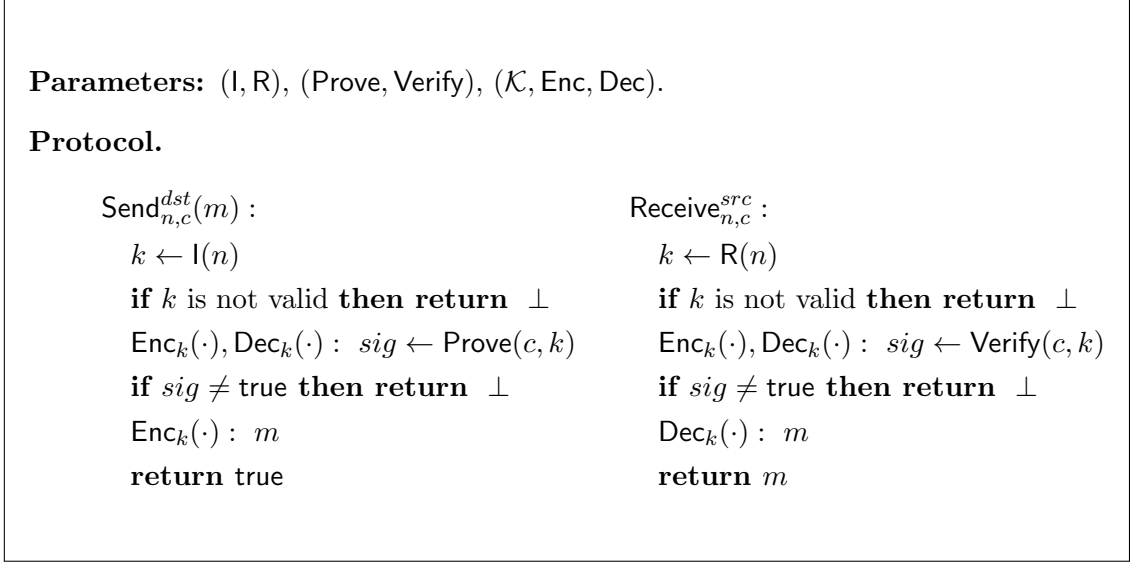 Parameters: (I, R), (Prove, Verify), (𝒦, Enc, Dec).
Protocol.
Send^{dst}_{n,c}(m) :
k ← I(n)
if k is not valid then return ⊥
Enc_k(·), Dec_k(·) : sig ← Prove(c, k)
if sig ≠ true then return ⊥
Enc_k(·) : m
return true
Receive^{src}_{n,c} :
k ← R(n)
if k is not valid then return ⊥
Enc_k(·), Dec_k(·) : sig ← Verify(c, k)
if sig ≠ true then return ⊥
Dec_k(·) : m
return m